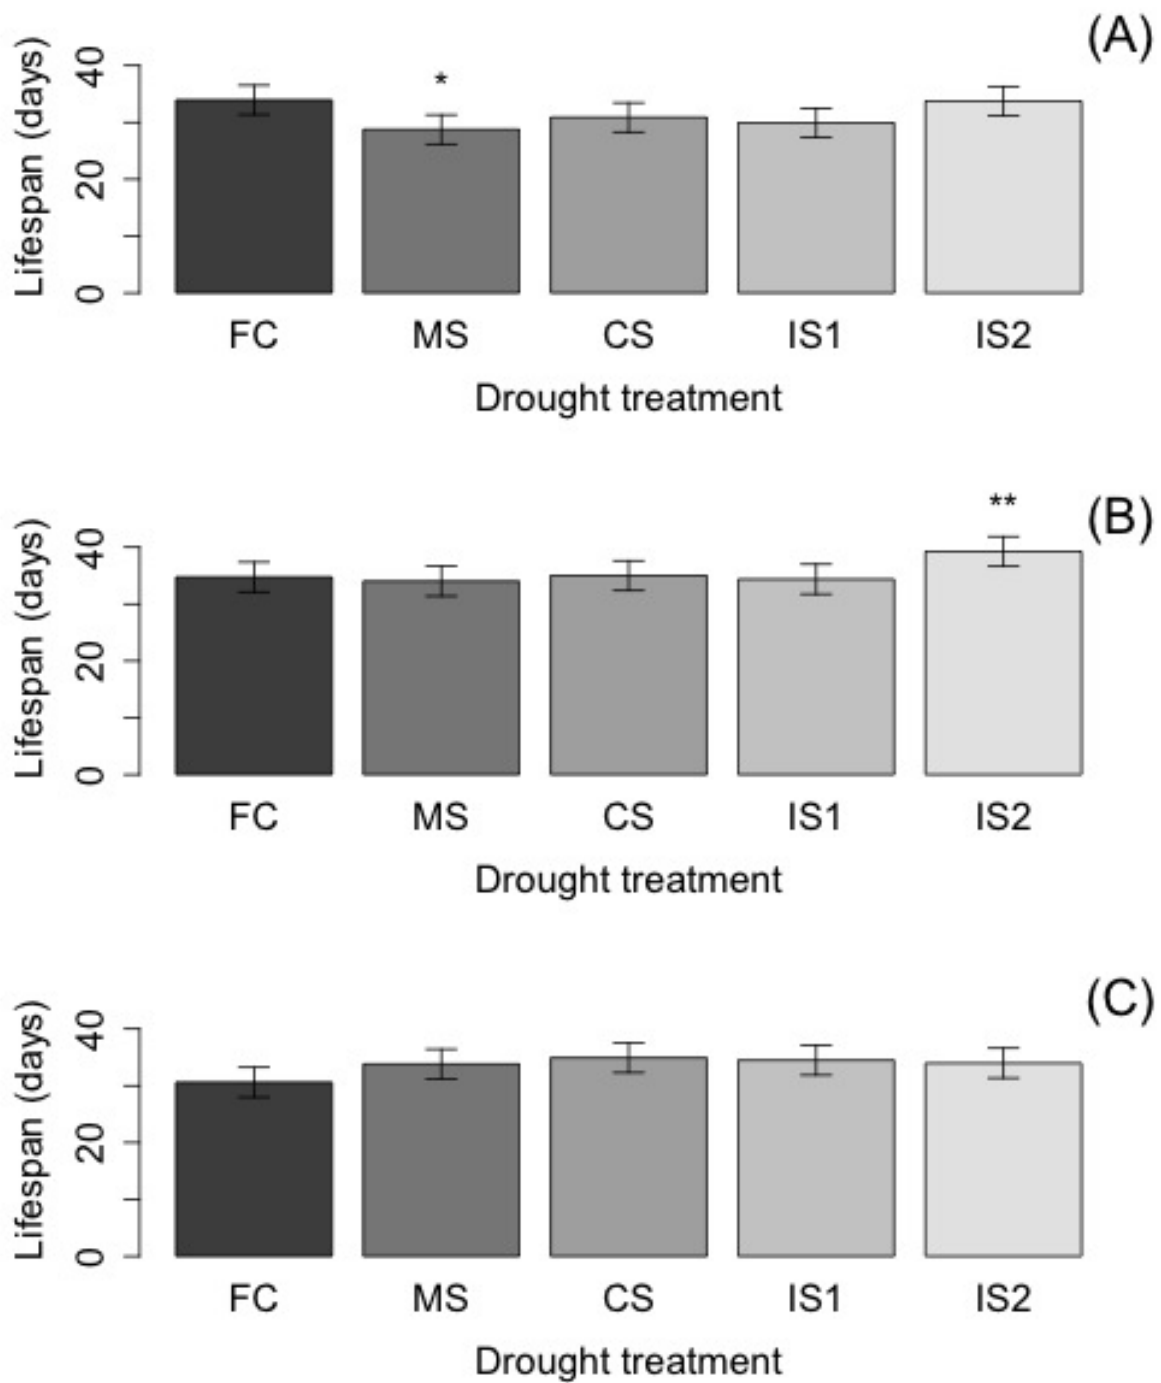 (A)
Lifespan (days)
40
20
0
*
FC MS CS IS1 IS2
Drought treatment
(B)
Lifespan (days)
40
20
0
**
FC MS CS IS1 IS2
Drought treatment
(C)
Lifespan (days)
40
20
0
FC MS CS IS1 IS2
Drought treatment